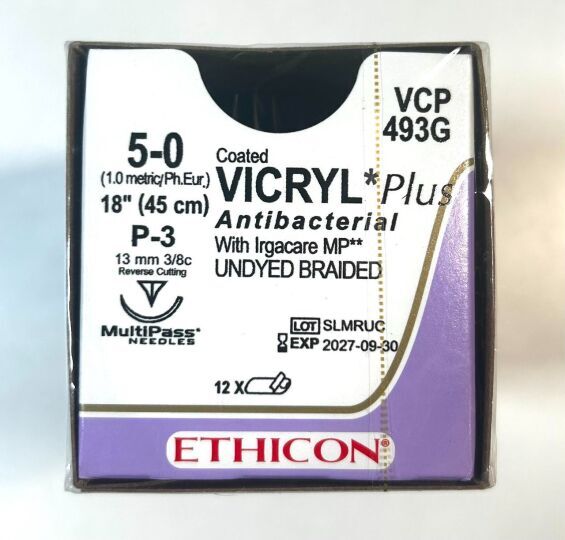 VCP
493G
5-0
(1.0 metric/Ph.Eur.)
18" (45 cm)
P-3
13 mm 3/8c
Reverse Cutting
MultiPass*
NEEDLES
Coated
VICRYL* Plus
Antibacterial
With Irgacare MP**
UNDYED BRAIDED
LOT SLMRUC
EXP 2027-09-30
12 X
ETHICON